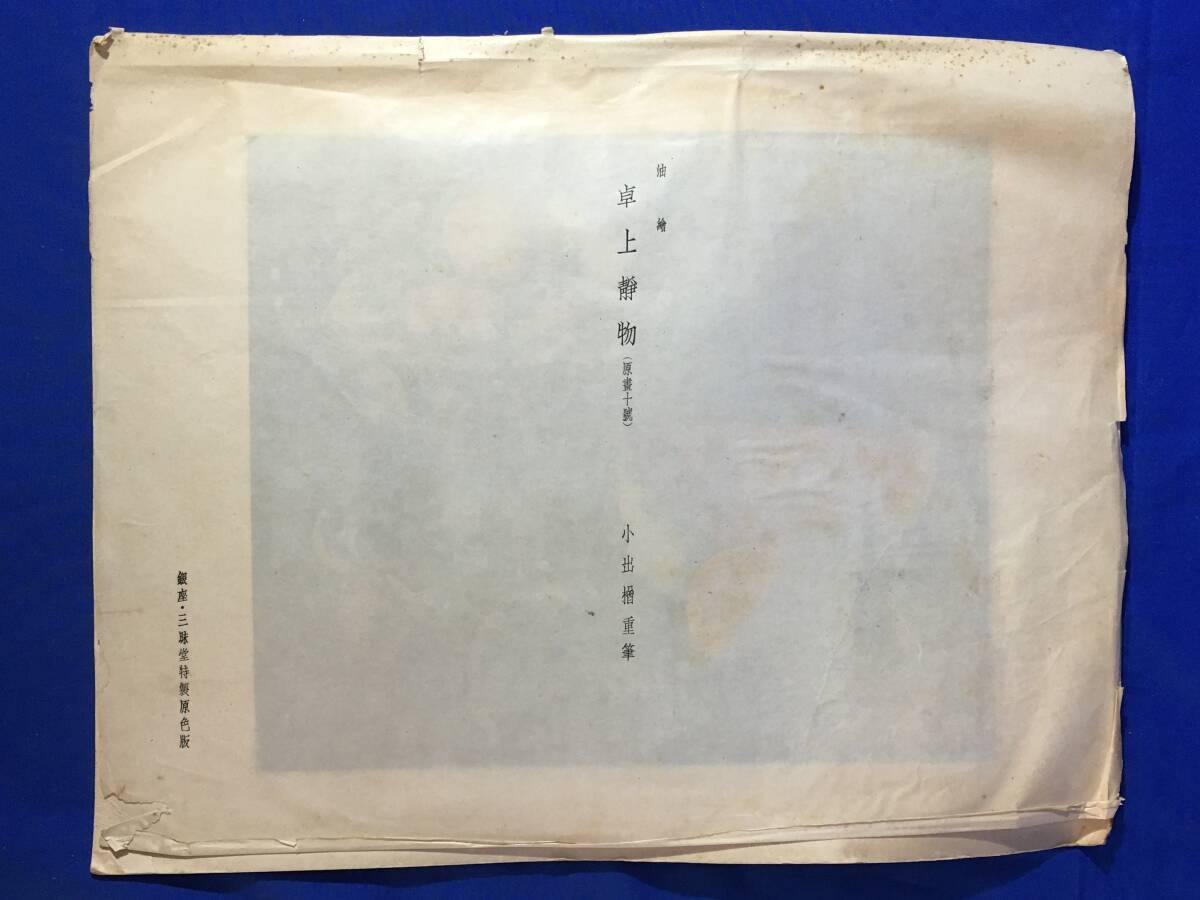 油繪
卓上靜物（原畫十號）
小出楢重筆
銀座・三昧堂特製原色版